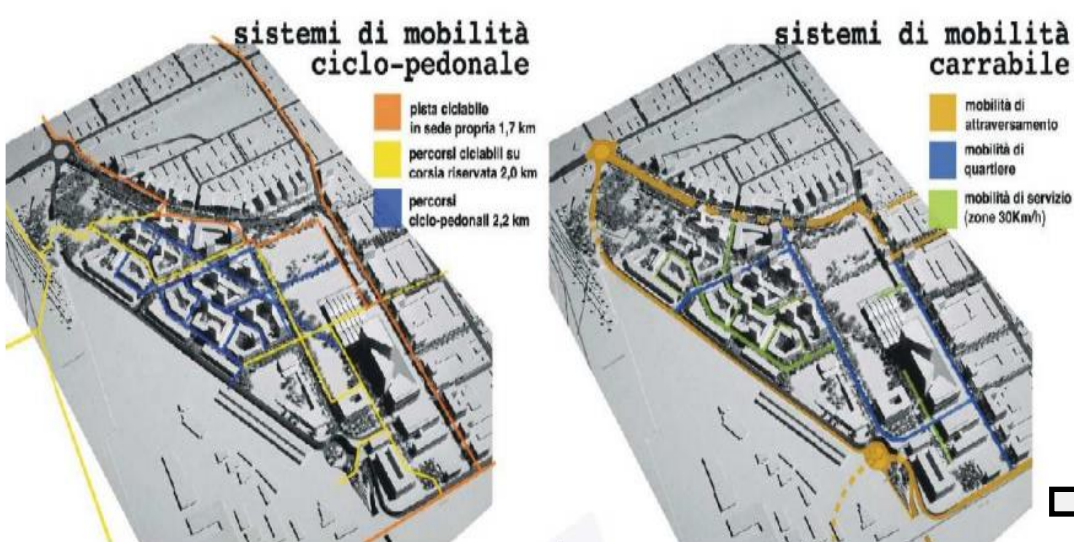 sistemi di mobilità
ciclo-pedonale
pista ciclabile
in sede propria 1,7 km
percorsi ciclabili su
corsia riservata 2,0 km
percorsi
ciclo-pedonali 2,2 km
sistemi di mobilità
carrabile
mobilità di
attraversamento
mobilità di
quartiere
mobilità di servizio
(zone 30Km/h)